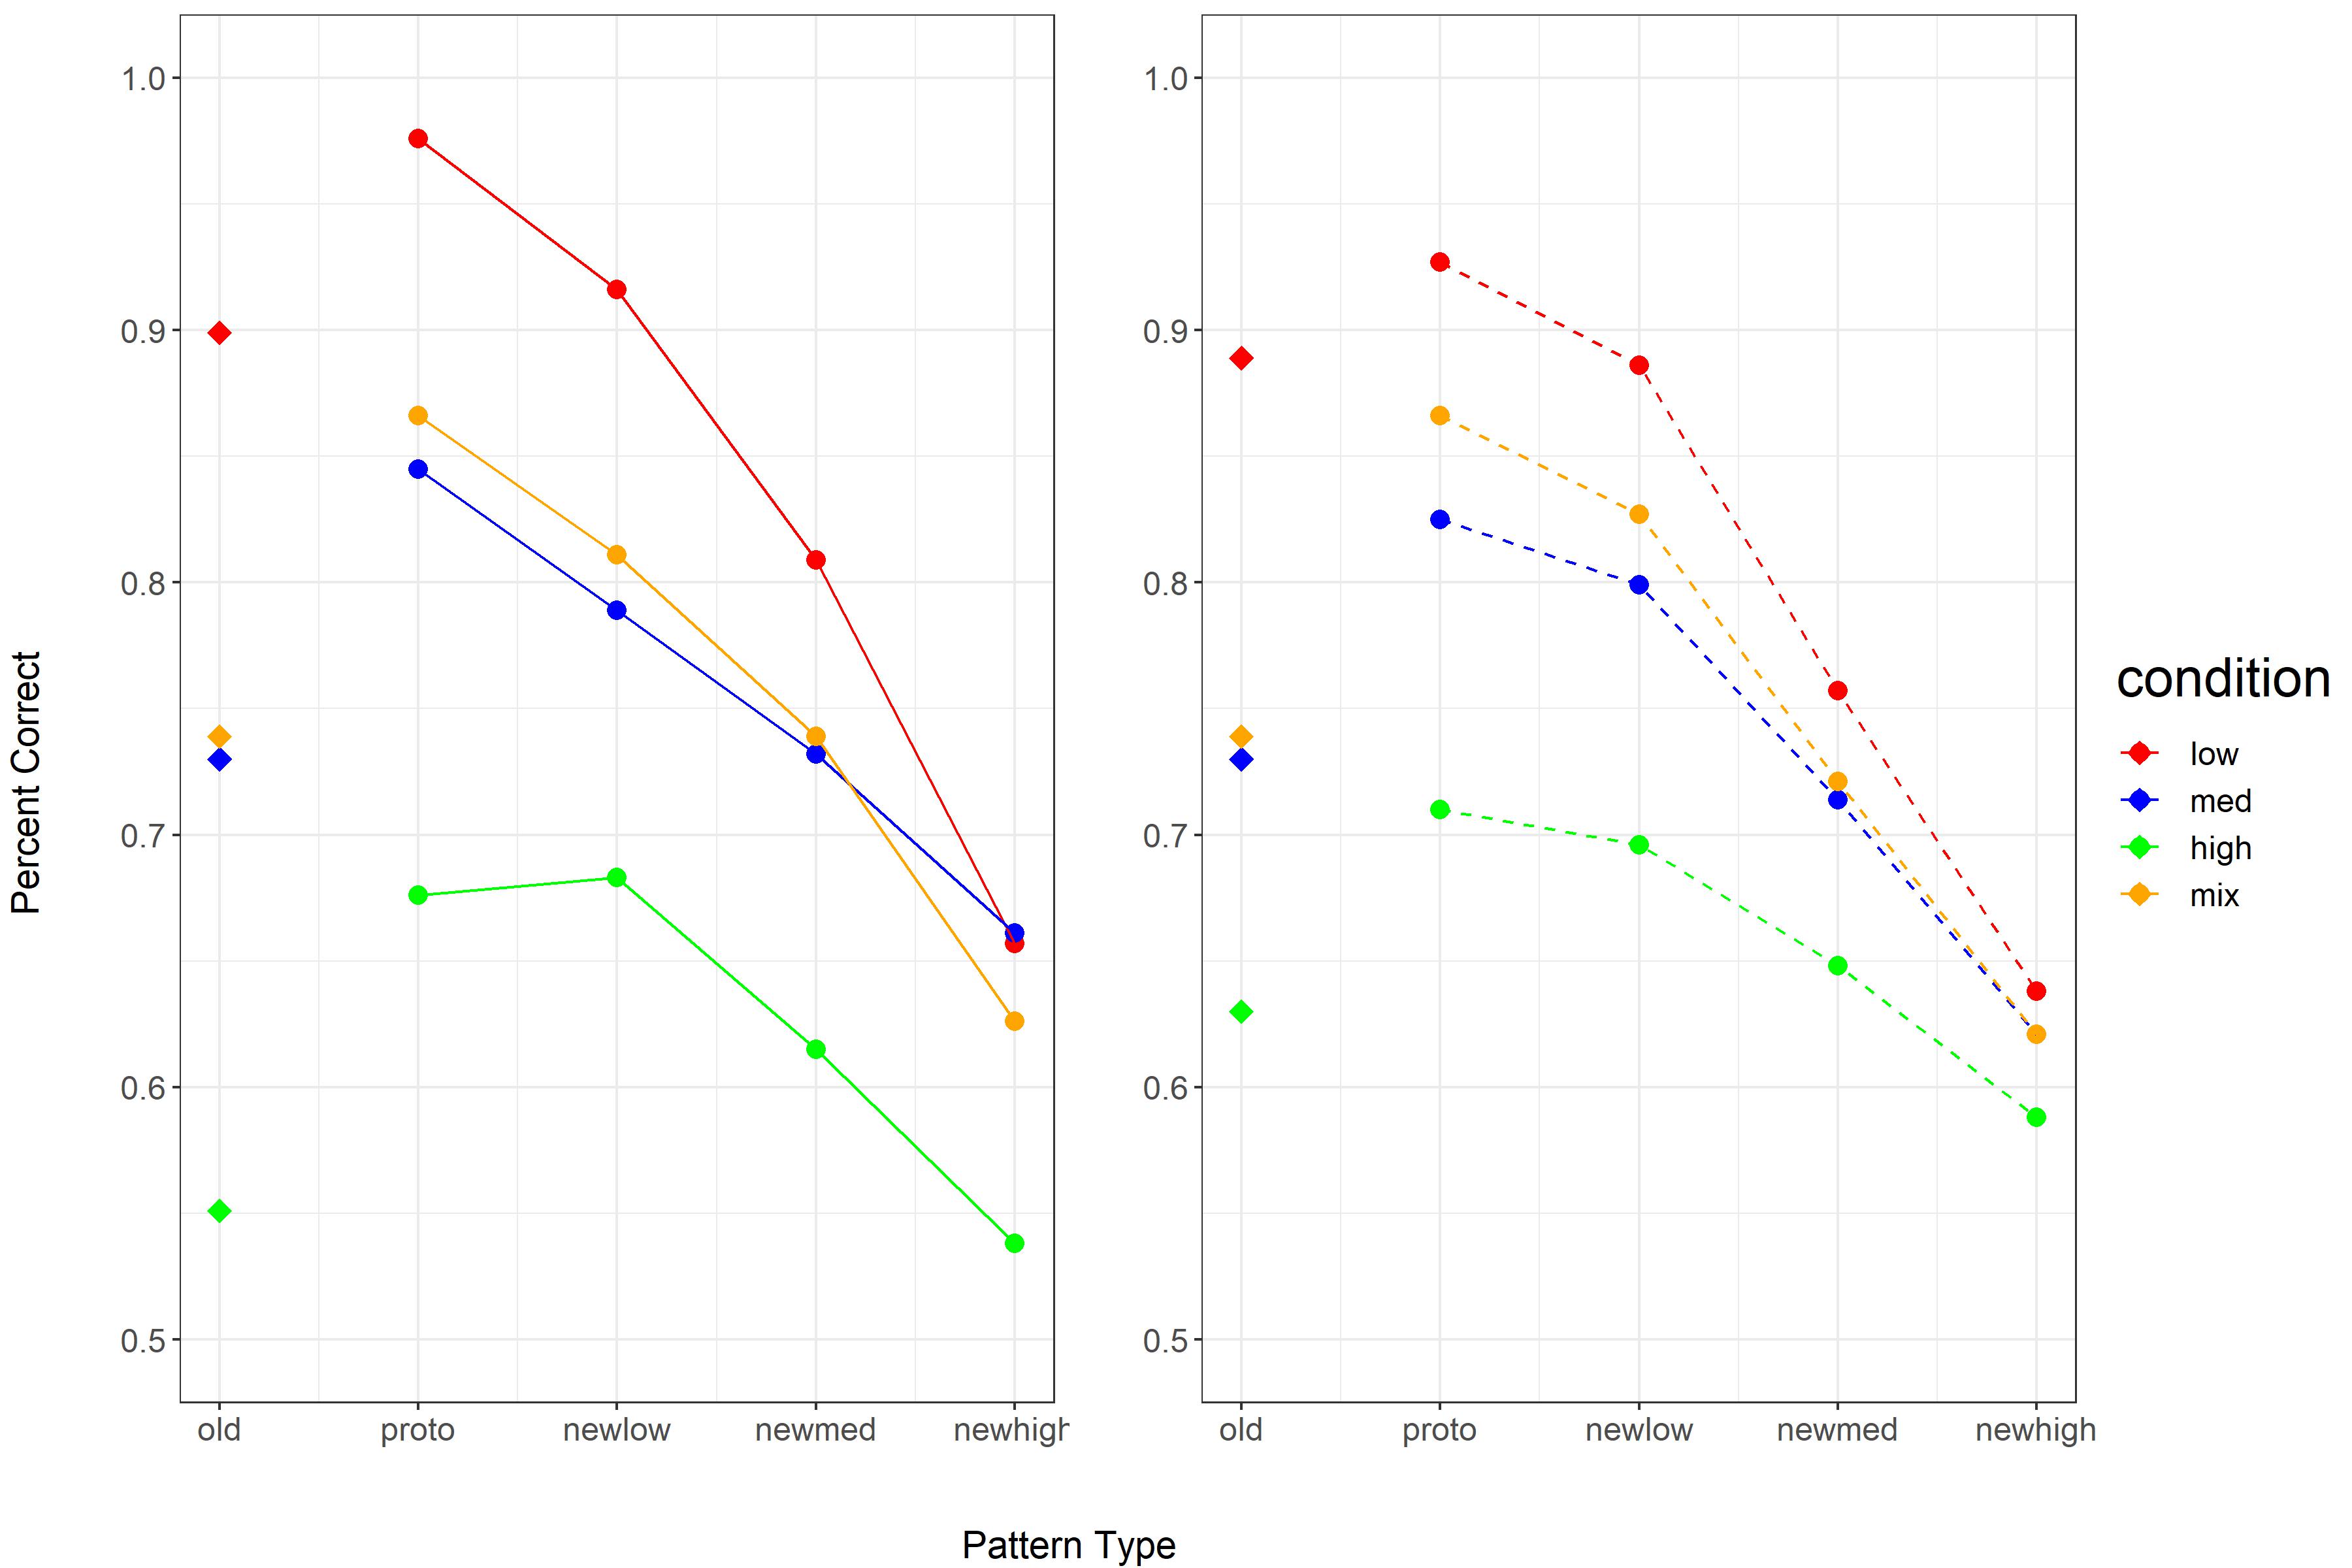 Percent Correct
1.0
0.9
0.8
0.7
0.6
0.5
old proto newlow newmed newhigh
1.0
0.9
0.8
0.7
0.6
0.5
old proto newlow newmed newhigh
Pattern Type
condition
low
med
high
mix